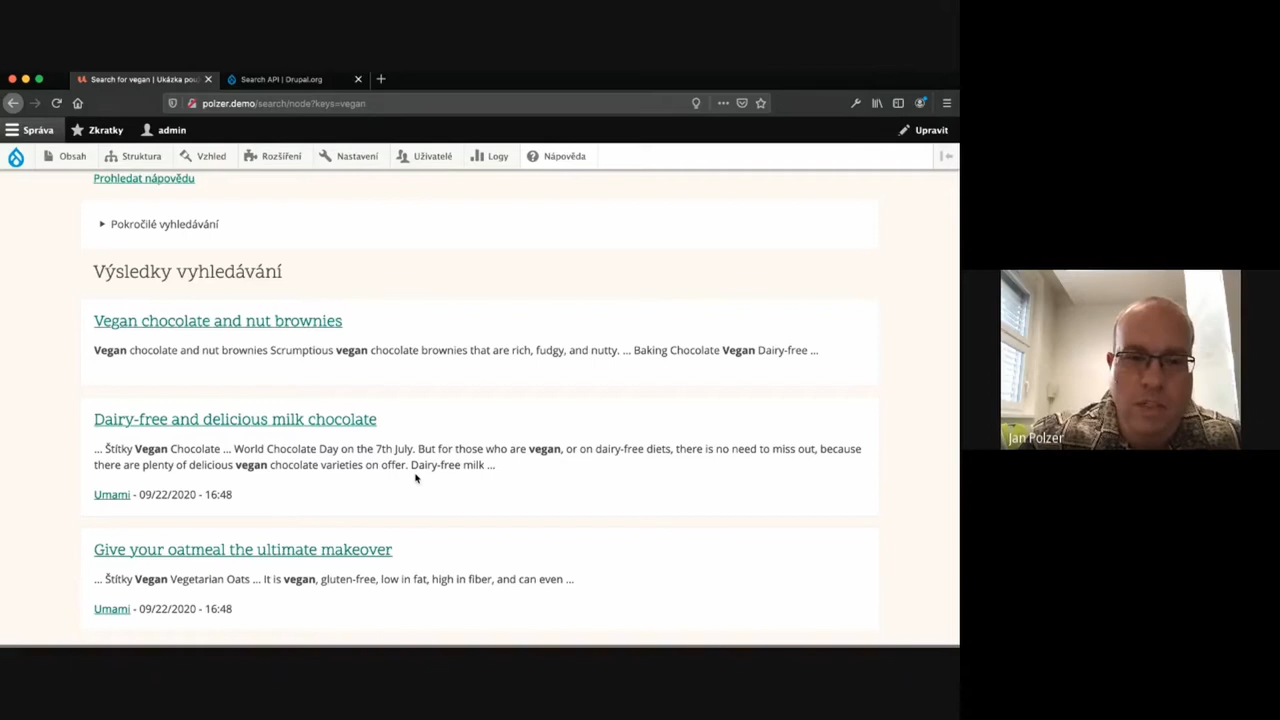 Search for vegan | Ukázka pou
Search API | Drupal.org
polzer.demo/search/node?keys=vegan
Správa Zkratky admin Upravit
Obsah Struktura Vzhled Rozšíření Nastavení Uživatelé Logy Nápověda
Prohledat nápovědu
Pokročilé vyhledávání
Výsledky vyhledávání
Vegan chocolate and nut brownies
Vegan chocolate and nut brownies Scrumptious vegan chocolate brownies that are rich, fudgy, and nutty. ... Baking Chocolate Vegan Dairy-free ...
Dairy-free and delicious milk chocolate
... Štítky Vegan Chocolate ... World Chocolate Day on the 7th July. But for those who are vegan, or on dairy-free diets, there is no need to miss out, because
there are plenty of delicious vegan chocolate varieties on offer. Dairy-free milk ...
Umami - 09/22/2020 - 16:48
Give your oatmeal the ultimate makeover
... Štítky Vegan Vegetarian Oats ... It is vegan, gluten-free, low in fat, high in fiber, and can even ...
Umami - 09/22/2020 - 16:48
Jan Polzer